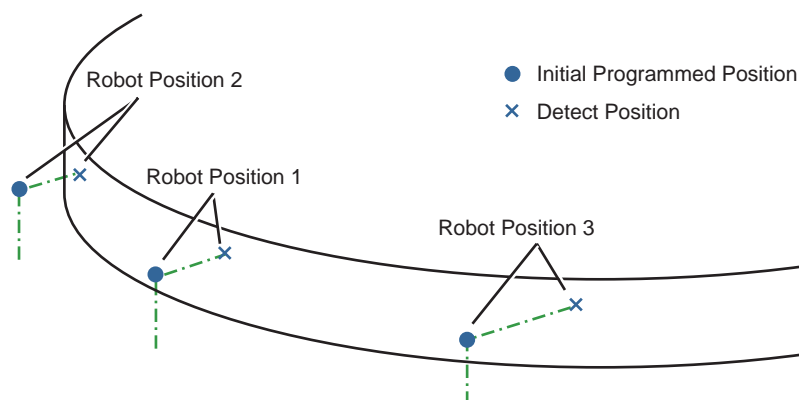 Initial Programmed Position
Robot Position 2
Detect Position
Robot Position 1
Robot Position 3